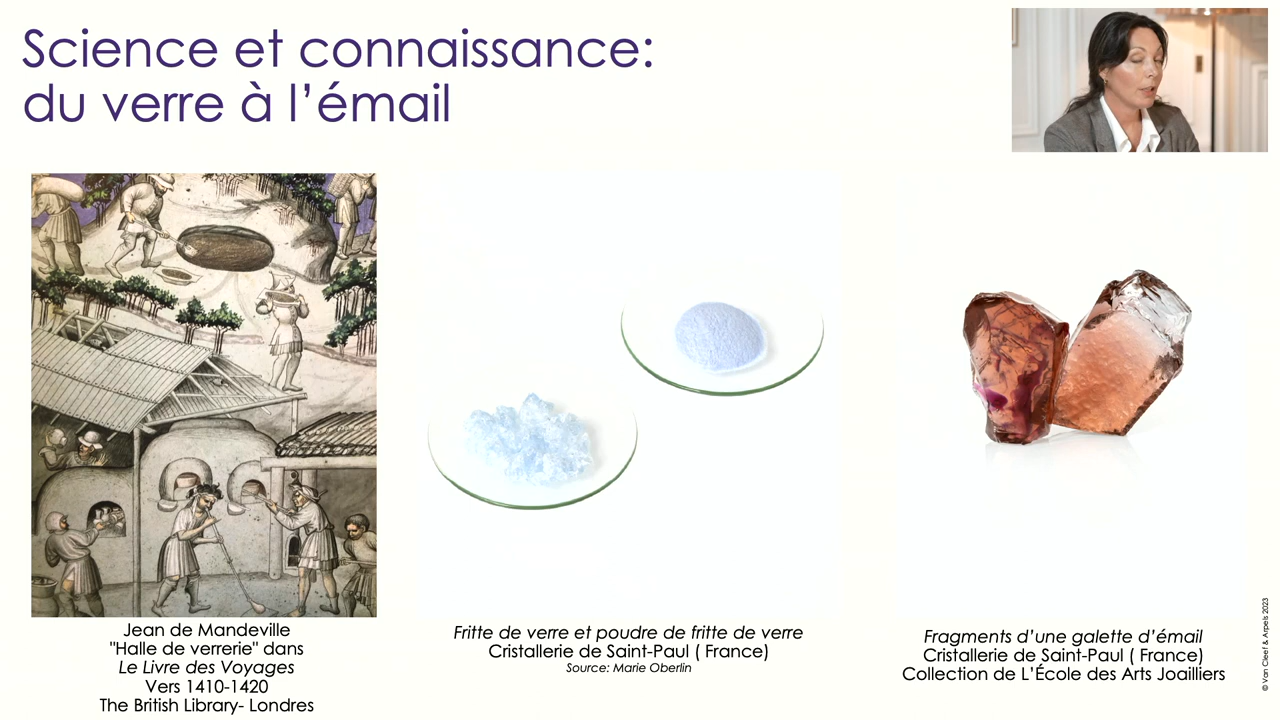 Science et connaissance:
du verre à l'émail
Jean de Mandeville
"Halle de verrerie" dans
Le Livre des Voyages
Vers 1410-1420
The British Library- Londres
Fritte de verre et poudre de fritte de verre
Cristallerie de Saint-Paul ( France)
Source: Marie Oberlin
Fragments d'une galette d'émail
Cristallerie de Saint-Paul ( France)
Collection de L'École des Arts Joailliers
© Van Cleef & Arpels 2023